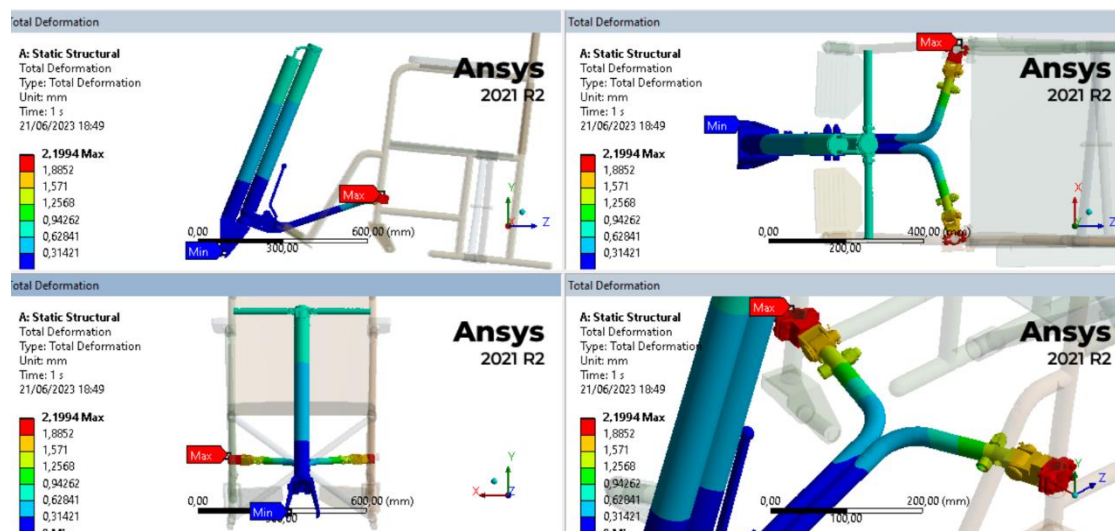 Total Deformation
A: Static Structural
Total Deformation
Type: Total Deformation
Unit: mm
Time: 1 s
21/06/2023 18:49
2,1994 Max
1,8852
1,571
1,2568
0,94262
0,62841
0,31421
Ansys
2021 R2
Max
Min
0,00
300,00
600,00 (mm)
Y
X
Z
Total Deformation
A: Static Structural
Total Deformation
Type: Total Deformation
Unit: mm
Time: 1 s
21/06/2023 18:49
2,1994 Max
1,8852
1,571
1,2568
0,94262
0,62841
0,31421
Ansys
2021 R2
Max
Min
0,00
200,00
400,00 (mm)
X
Y
Z
Total Deformation
A: Static Structural
Total Deformation
Type: Total Deformation
Unit: mm
Time: 1 s
21/06/2023 18:49
2,1994 Max
1,8852
1,571
1,2568
0,94262
0,62841
0,31421
0 Min
Ansys
2021 R2
Max
Min
0,00
600,00 (mm)
Y
X
Z
Total Deformation
A: Static Structural
Total Deformation
Type: Total Deformation
Unit: mm
Time: 1 s
21/06/2023 18:49
2,1994 Max
1,8852
1,571
1,2568
0,94262
0,62841
0,31421
0 Min
Ansys
2021 R2
Max
0,00
100,00
200,00 (mm)
Y
Z